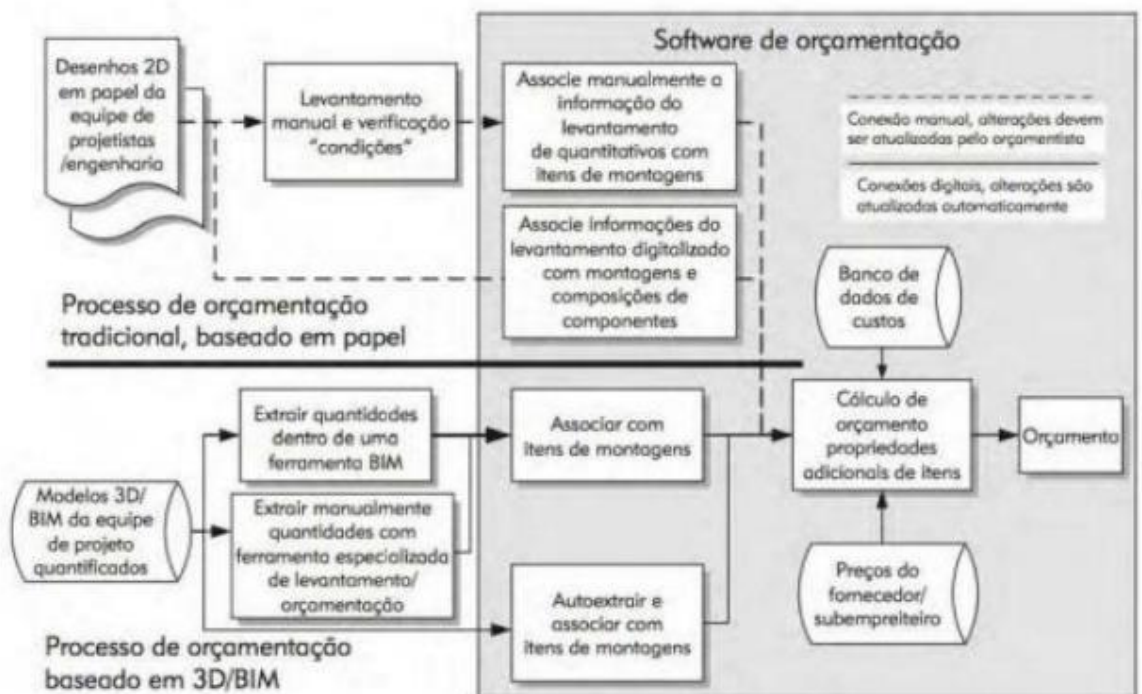 Software de orçamentação
Desenhos 2D
em papel da
equipe de
projetistas
/engenharia
Levantamento
manual e verificação
"condições"
Associe manualmente a
informação do
levantamento
de quantitativos com
itens de montagens
Conexão manual, alterações devem
ser atualizadas pelo orçamentista
Conexões digitais, alterações são
atualizadas automaticamente
Associe informações do
levantamento digitalizado
com montagens e
composições de
componentes
Banco de
dados de
custos
Processo de orçamentação
tradicional, baseado em papel
Extrair quantidades
dentro de uma
ferramenta BIM
Associar com
itens de montagens
Cálculo de
orçamento
propriedades
adicionais de itens
Orçamento
Modelos 3D/
BIM da equipe
de projeto
quantificados
Extrair manualmente
quantidades com
ferramenta especializada
de levantamento/
orçamentação
Autoextrair e
associar com
itens de montagens
Preços do
fornecedor/
subempreiteiro
Processo de orçamentação
baseado em 3D/BIM